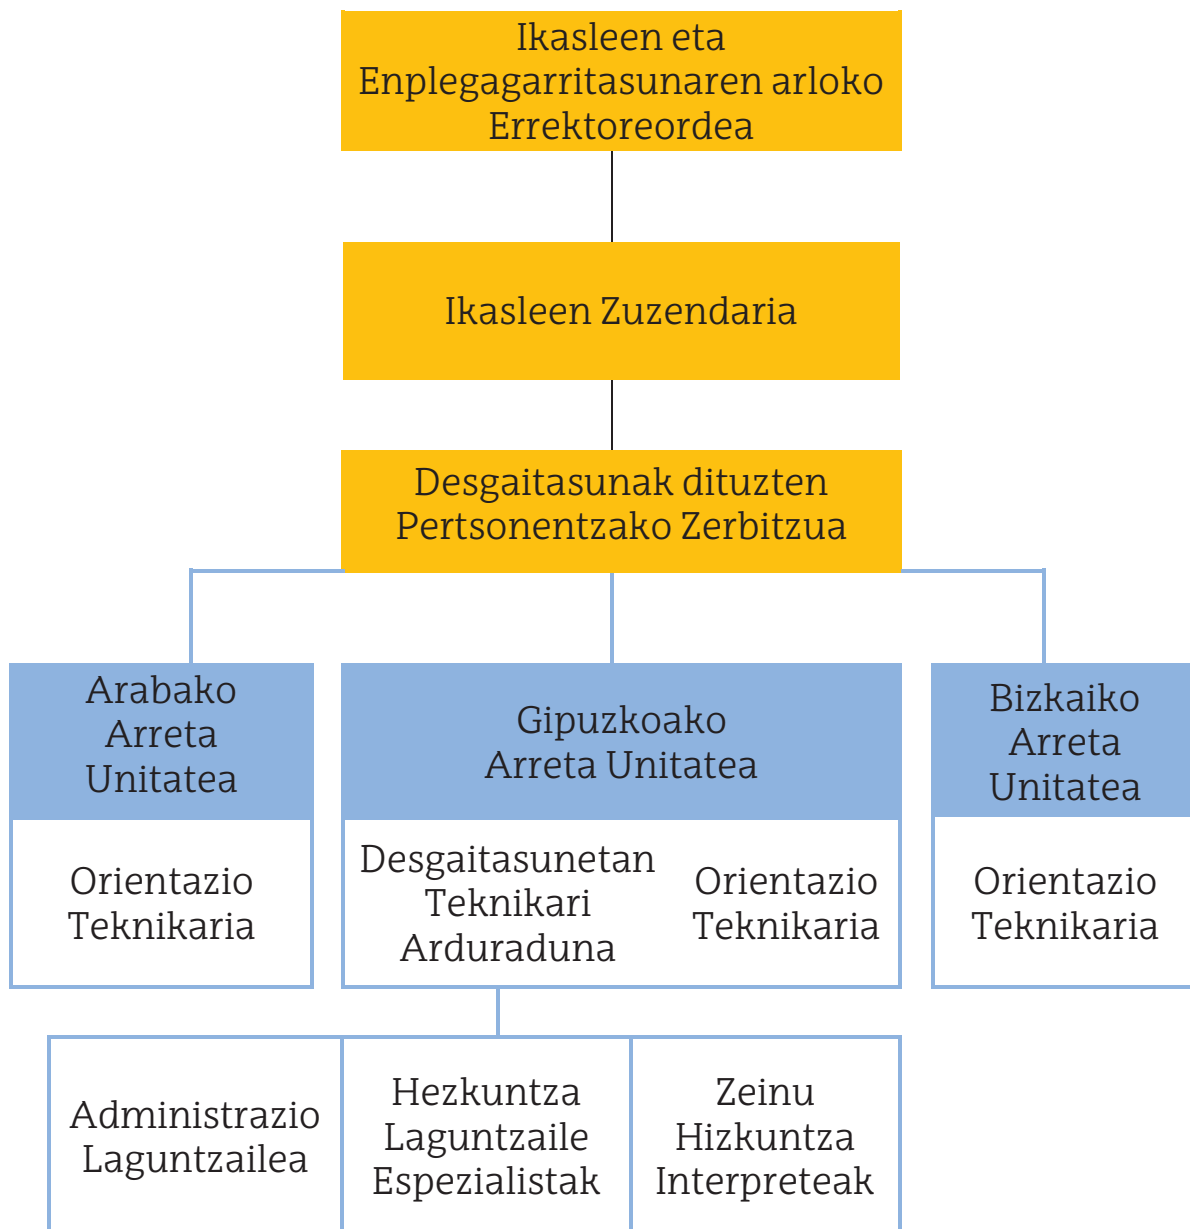 Ikasleen eta
Enplegagarritasunaren arloko
Errektoreordea
Ikasleen Zuzendaria
Desgaitasunak dituzten
Pertsonentzako Zerbitzua
Arabako
Arreta
Unitatea
Gipuzkoako
Arreta Unitatea
Bizkaiko
Arreta
Unitatea
Orientazio
Teknikaria
Desgaitasunetan
Teknikari
Arduraduna
Orientazio
Teknikaria
Orientazio
Teknikaria
Administrazio
Laguntzailea
Hezkuntza
Laguntzaile
Espezialistak
Zeinu
Hizkuntza
Interpreteak